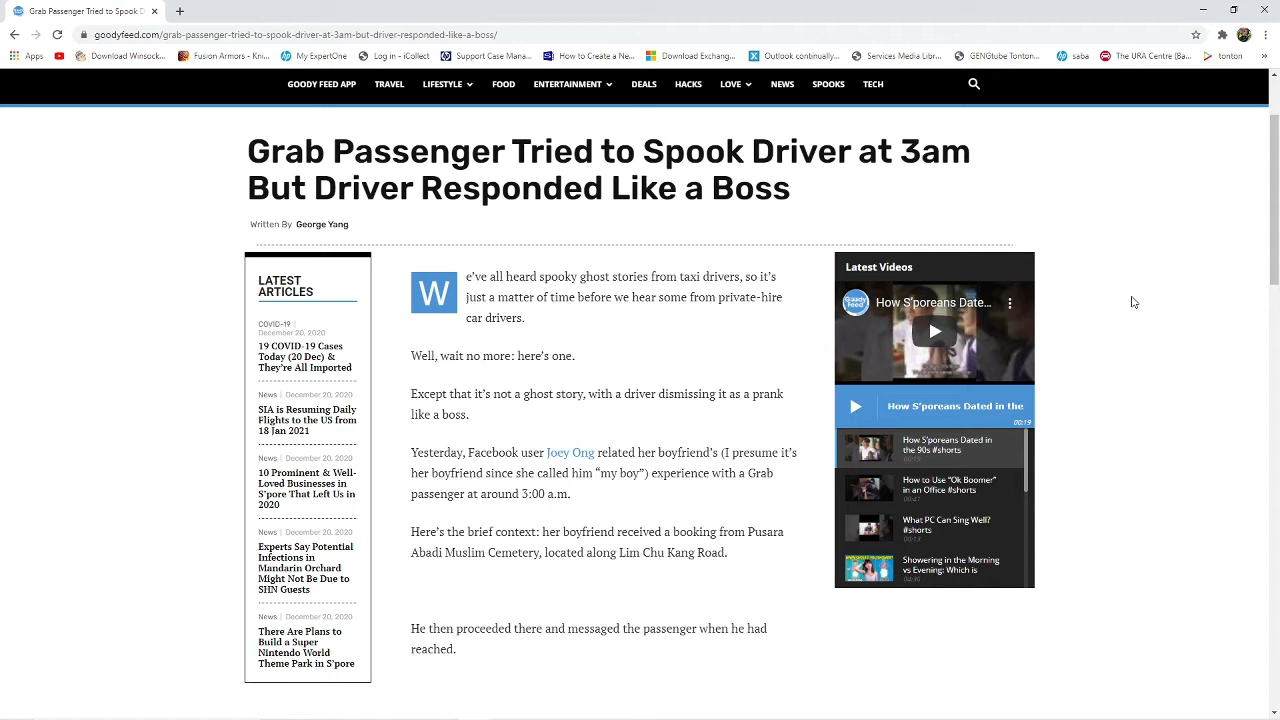 Grab Passenger Tried to Spook D
goodyfeed.com/grab-passenger-tried-to-spook-driver-at-3am-but-driver-responded-like-a-boss/
Apps
Download Winsock...
Fusion Armors - Kni...
My ExpertOne
Log in - iCollect
Support Case Mana...
How to Create a Ne...
Download Exchang...
Outlook continually...
Services Media Libr...
GENGtube Tonton...
saba
The URA Centre (Ba...
tonton
GOODY FEED APP
TRAVEL
LIFESTYLE
FOOD
ENTERTAINMENT
DEALS
HACKS
LOVE
NEWS
SPOOKS
TECH
Grab Passenger Tried to Spook Driver at 3am
But Driver Responded Like a Boss
Written By George Yang
LATEST
ARTICLES
COVID-19 |
December 20, 2020
19 COVID-19 Cases
Today (20 Dec) &
They're All Imported
News | December 20, 2020
SIA is Resuming Daily
Flights to the US from
18 Jan 2021
News | December 20, 2020
10 Prominent & Well-
Loved Businesses in
S'pore That Left Us in
2020
News | December 20, 2020
Experts Say Potential
Infections in
Mandarin Orchard
Might Not Be Due to
SHN Guests
News | December 20, 2020
There Are Plans to
Build a Super
Nintendo World
Theme Park in S'pore
We've all heard spooky ghost stories from taxi drivers, so it's
just a matter of time before we hear some from private-hire
car drivers.
Well, wait no more: here's one.
Except that it's not a ghost story, with a driver dismissing it as a prank
like a boss.
Yesterday, Facebook user Joey Ong related her boyfriend's (I presume it's
her boyfriend since she called him "my boy") experience with a Grab
passenger at around 3:00 a.m.
Here's the brief context: her boyfriend received a booking from Pusara
Abadi Muslim Cemetery, located along Lim Chu Kang Road.
He then proceeded there and messaged the passenger when he had
reached.
Latest Videos
Goody Feed
How S'poreans Date...
How S'poreans Dated in the
00:19
How S'poreans Dated in
the 90s #shorts
00:19
How to Use "Ok Boomer"
in an Office #shorts
00:41
What PC Can Sing Well?
#shorts
00:13
Showering in the Morning
vs Evening: Which is
04:36